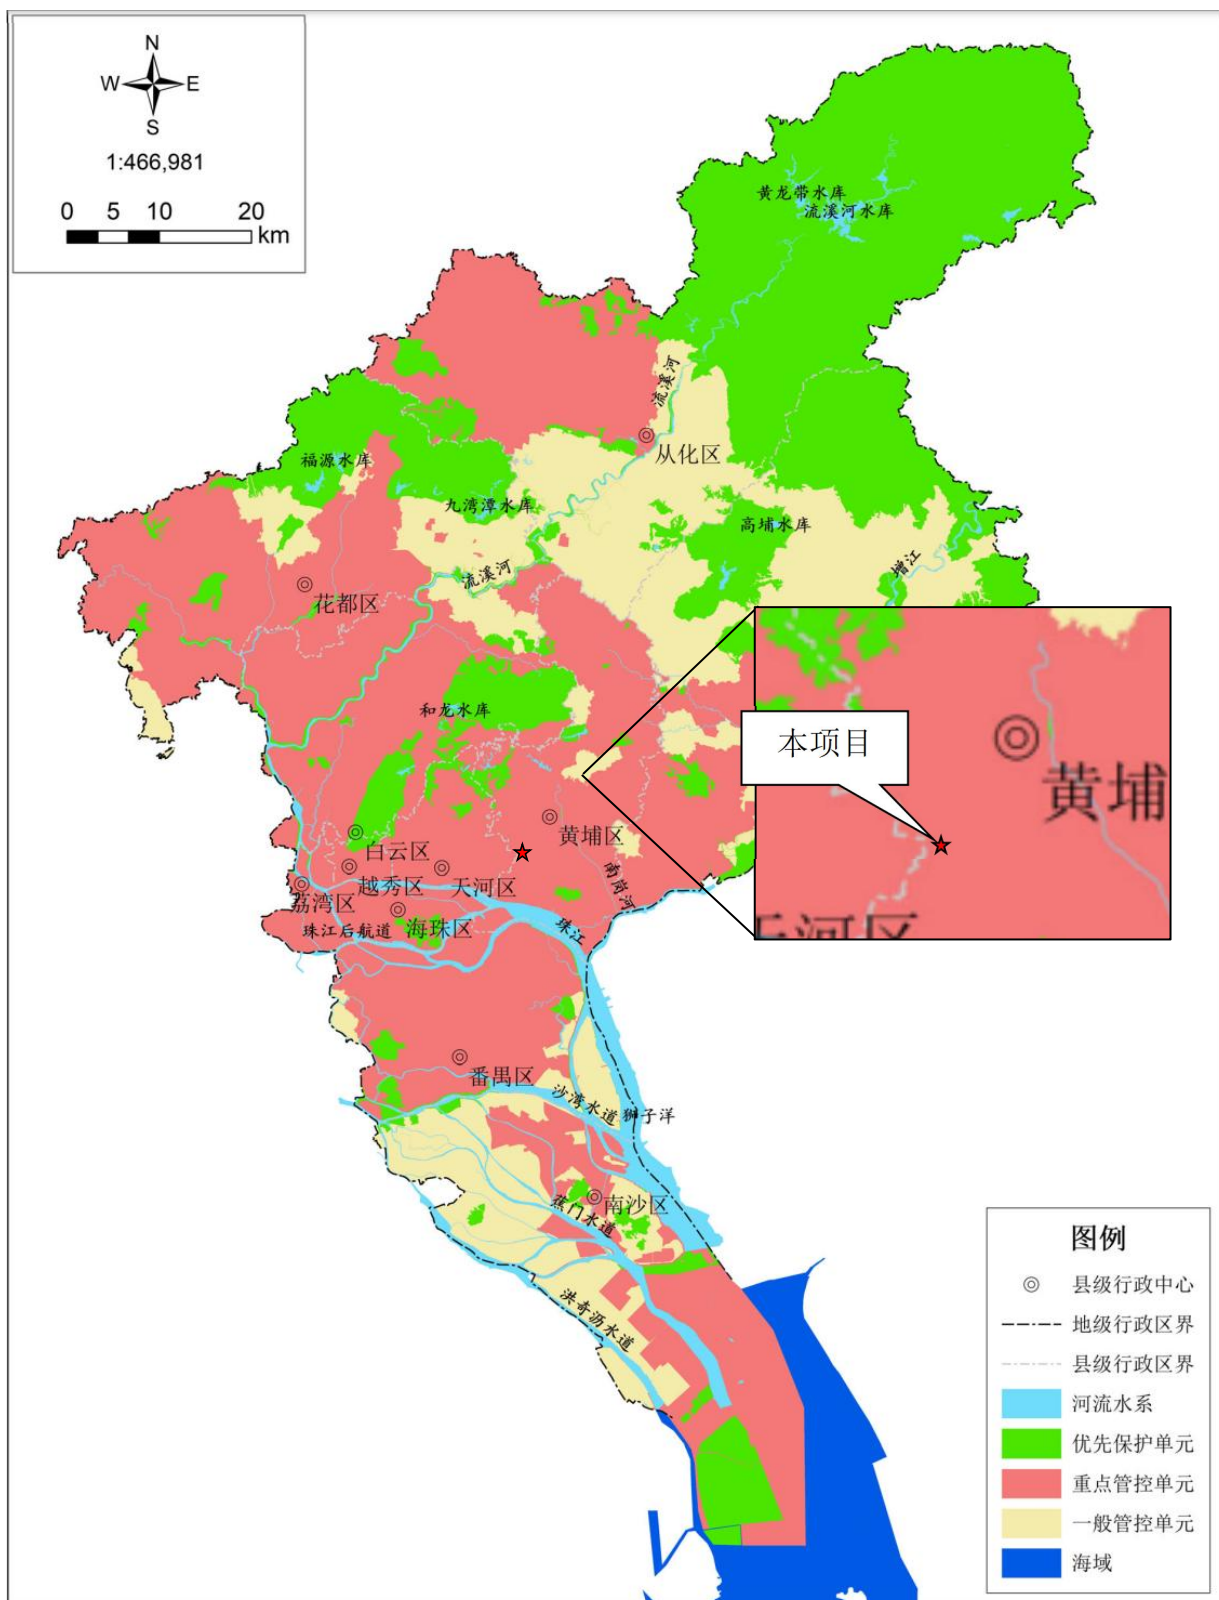 N
W E
S
1:466,981
0 5 10 20
km
黄龙带水库
流溪河水库
流溪河
从化区
福源水库
九湾潭水库
高埔水库
增江
流溪河
花都区
和龙水库
本项目
黄埔
天河区
黄埔区
白云区
越秀区
天河区
南岗河
荔湾区
海珠区
珠江后航道
珠江
番禺区
沙湾水道
狮子洋
南沙区
蕉门水道
洪奇沥水道
图例
县级行政中心
地级行政区界
县级行政区界
河流水系
优先保护单元
重点管控单元
一般管控单元
海域